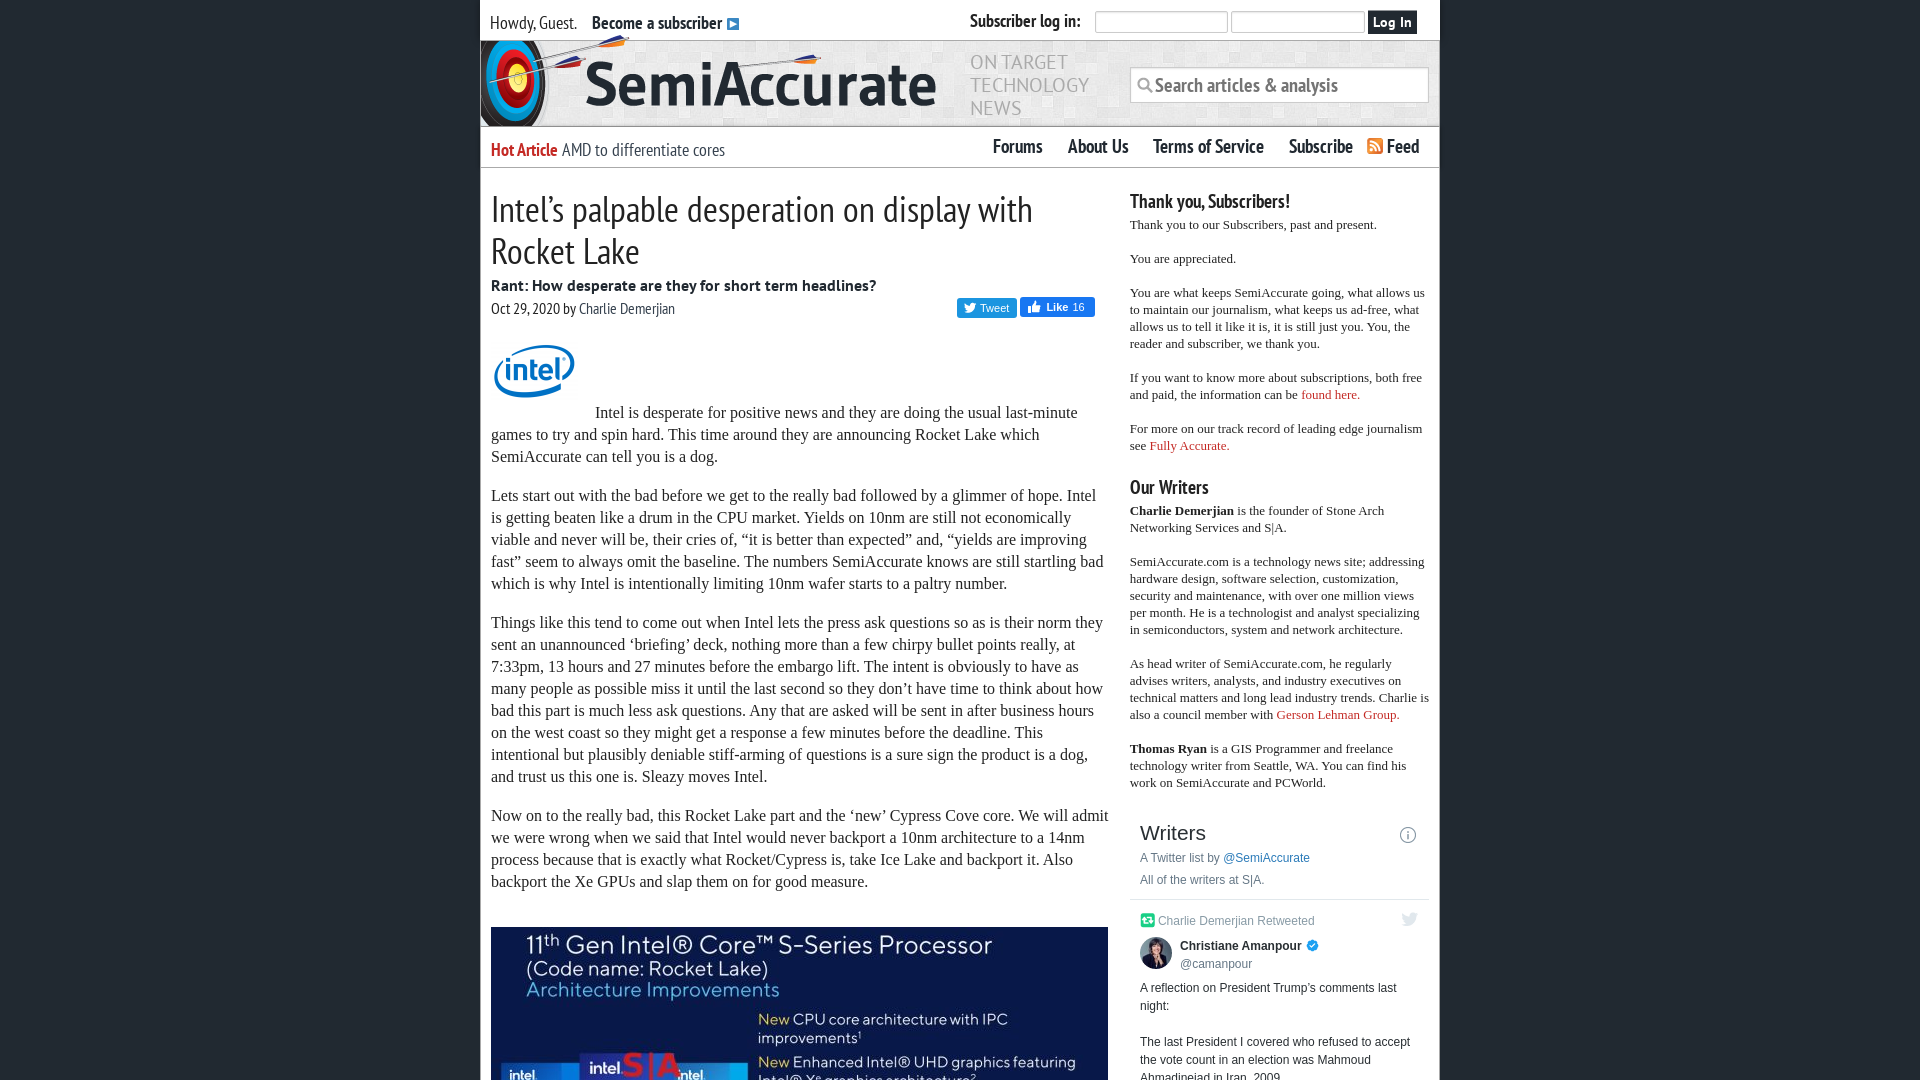 Howdy, Guest. Become a subscriber
Subscriber log in: Log In
SemiAccurate
ON TARGET
TECHNOLOGY
NEWS
Search articles & analysis
Hot Article AMD to differentiate cores
Forums About Us Terms of Service Subscribe Feed
Intel’s palpable desperation on display with
Rocket Lake
Rant: How desperate are they for short term headlines?
Oct 29, 2020 by Charlie Demerjian
Tweet Like 16
intel
Intel is desperate for positive news and they are doing the usual last-minute
games to try and spin hard. This time around they are announcing Rocket Lake which
SemiAccurate can tell you is a dog.
Lets start out with the bad before we get to the really bad followed by a glimmer of hope. Intel
is getting beaten like a drum in the CPU market. Yields on 10nm are still not economically
viable and never will be, their cries of, “it is better than expected” and, “yields are improving
fast” seem to always omit the baseline. The numbers SemiAccurate knows are still startling bad
which is why Intel is intentionally limiting 10nm wafer starts to a paltry number.
Things like this tend to come out when Intel lets the press ask questions so as is their norm they
sent an unannounced ‘briefing’ deck, nothing more than a few chirpy bullet points really, at
7:33pm, 13 hours and 27 minutes before the embargo lift. The intent is obviously to have as
many people as possible miss it until the last second so they don’t have time to think about how
bad this part is much less ask questions. Any that are asked will be sent in after business hours
on the west coast so they might get a response a few minutes before the deadline. This
intentional but plausibly deniable stiff-arming of questions is a sure sign the product is a dog,
and trust us this one is. Sleazy moves Intel.
Now on to the really bad, this Rocket Lake part and the ‘new’ Cypress Cove core. We will admit
we were wrong when we said that Intel would never backport a 10nm architecture to a 14nm
process because that is exactly what Rocket/Cypress is, take Ice Lake and backport it. Also
backport the Xe GPUs and slap them on for good measure.
11th Gen Intel® Core™ S-Series Processor
(Code name: Rocket Lake)
Architecture Improvements
New CPU core architecture with IPC
improvements1
New Enhanced Intel® UHD graphics featuring
Intel® Xe graphics architecture2
intel. intel. intel.
S|A
Thank you, Subscribers!
Thank you to our Subscribers, past and present.
You are appreciated.
You are what keeps SemiAccurate going, what allows us
to maintain our journalism, what keeps us ad-free, what
allows us to tell it like it is, it is still just you. You, the
reader and subscriber, we thank you.
If you want to know more about subscriptions, both free
and paid, the information can be found here.
For more on our track record of leading edge journalism
see Fully Accurate.
Our Writers
Charlie Demerjian is the founder of Stone Arch
Networking Services and S|A.
SemiAccurate.com is a technology news site; addressing
hardware design, software selection, customization,
security and maintenance, with over one million views
per month. He is a technologist and analyst specializing
in semiconductors, system and network architecture.
As head writer of SemiAccurate.com, he regularly
advises writers, analysts, and industry executives on
technical matters and long lead industry trends. Charlie is
also a council member with Gerson Lehman Group.
Thomas Ryan is a GIS Programmer and freelance
technology writer from Seattle, WA. You can find his
work on SemiAccurate and PCWorld.
Writers
A Twitter list by @SemiAccurate
All of the writers at S|A.
Charlie Demerjian Retweeted
Christiane Amanpour
@camanpour
A reflection on President Trump’s comments last
night:
The last President I covered who refused to accept
the vote count in an election was Mahmoud
Ahmadinejad in Iran, 2009.